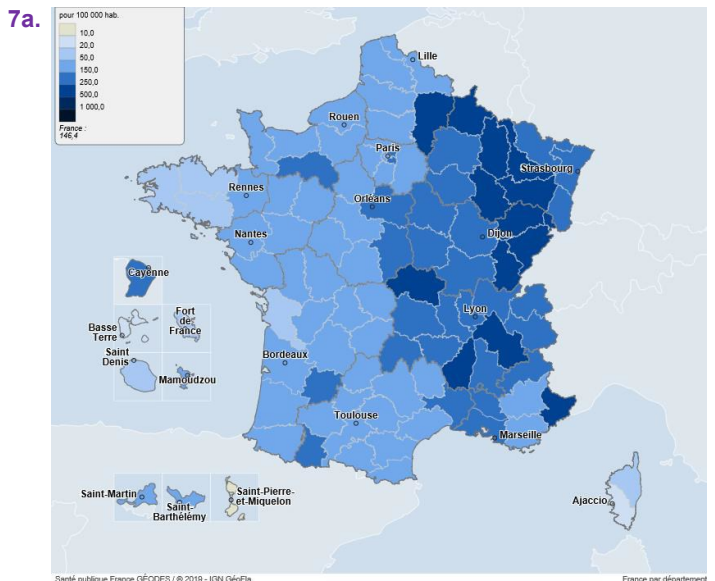 7a.
pour 100 000 hab.
10,0
20,0
50,0
150,0
250,0
500,0
1 000,0
France :
146,4
Lille
Rouen
Paris
Strasbourg
Rennes
Orléans
Nantes
Dijon
Cayenne
Lyon
Fort
de
France
Basse
Terre
Saint
Denis
Bordeaux
Mamoudzou
Toulouse
Marseille
Saint-Martin
Saint-Pierre
et-Miquelon
Saint-
Barthélémy
Ajaccio
Santé publique France GÉODES / © 2019 - IGN GéoFla
France par département